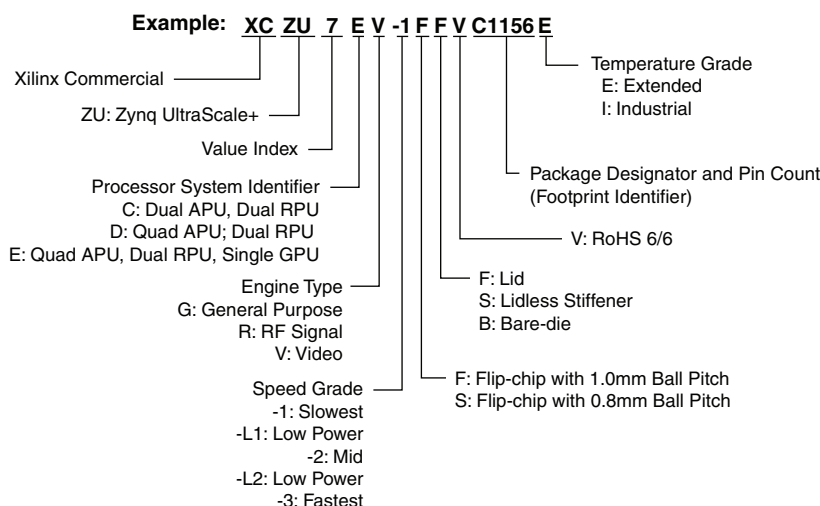 Example: XC ZU 7 E V -1 F F V C1156 E
Xilinx Commercial
ZU: Zynq UltraScale+
Value Index
Processor System Identifier
C: Dual APU, Dual RPU
D: Quad APU; Dual RPU
E: Quad APU, Dual RPU, Single GPU
Engine Type
G: General Purpose
R: RF Signal
V: Video
Speed Grade
-1: Slowest
-L1: Low Power
-2: Mid
-L2: Low Power
-3: Fastest
Temperature Grade
E: Extended
I: Industrial
Package Designator and Pin Count
(Footprint Identifier)
V: RoHS 6/6
F: Lid
S: Lidless Stiffener
B: Bare-die
F: Flip-chip with 1.0mm Ball Pitch
S: Flip-chip with 0.8mm Ball Pitch